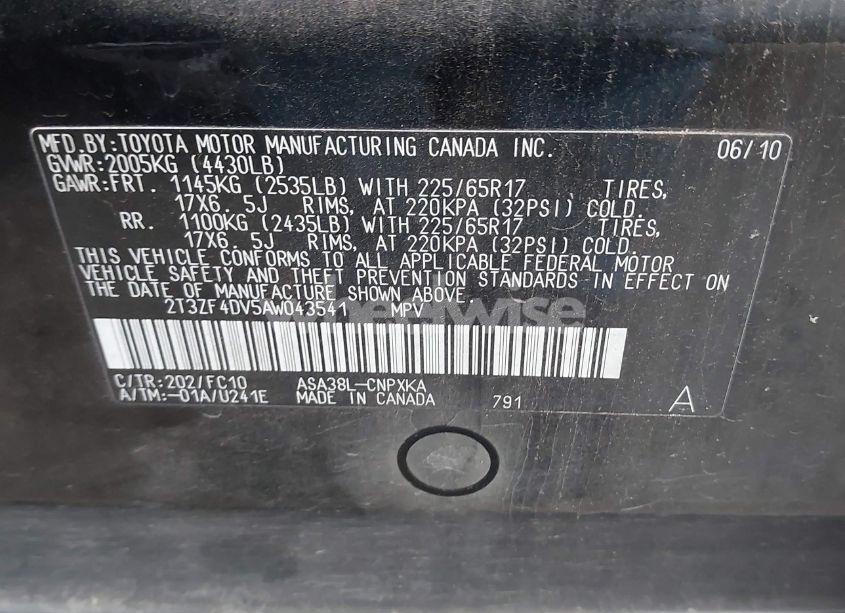 MFD.BY:TOYOTA MOTOR MANUFACTURING CANADA INC. 06/10
GVWR:2005KG (4430LB)
GAWR:FRT. 1145KG (2535LB) WITH 225/65R17 TIRES,
17X6.5J RIMS, AT 220KPA (32PSI) COLD.
RR. 1100KG (2435LB) WITH 225/65R17 TIRES,
17X6.5J RIMS, AT 220KPA (32PSI) COLD.
THIS VEHICLE CONFORMS TO ALL APPLICABLE FEDERAL MOTOR
VEHICLE SAFETY AND THEFT PREVENTION STANDARDS IN EFFECT ON
THE DATE OF MANUFACTURE SHOWN ABOVE.
2T3ZF4DV5AW043541 MPV
C/TR:202/FC10 ASA38L-CNPXKA
A/TM:-01A/U241E MADE IN CANADA 791 A